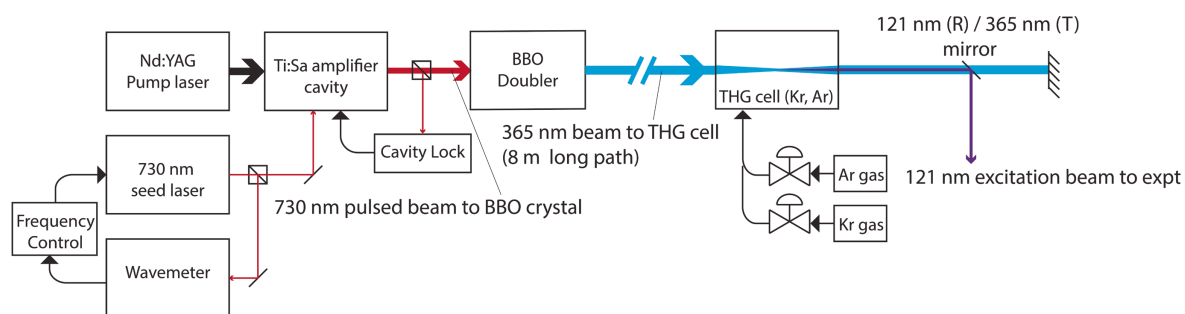 Nd:YAG
Pump laser
Ti:Sa amplifier
cavity
BBO
Doubler
THG cell (Kr, Ar)
121 nm (R) / 365 nm (T)
mirror
730 nm
seed laser
Cavity Lock
365 nm beam to THG cell
(8 m long path)
Ar gas
121 nm excitation beam to expt
730 nm pulsed beam to BBO crystal
Frequency
Control
Kr gas
Wavemeter